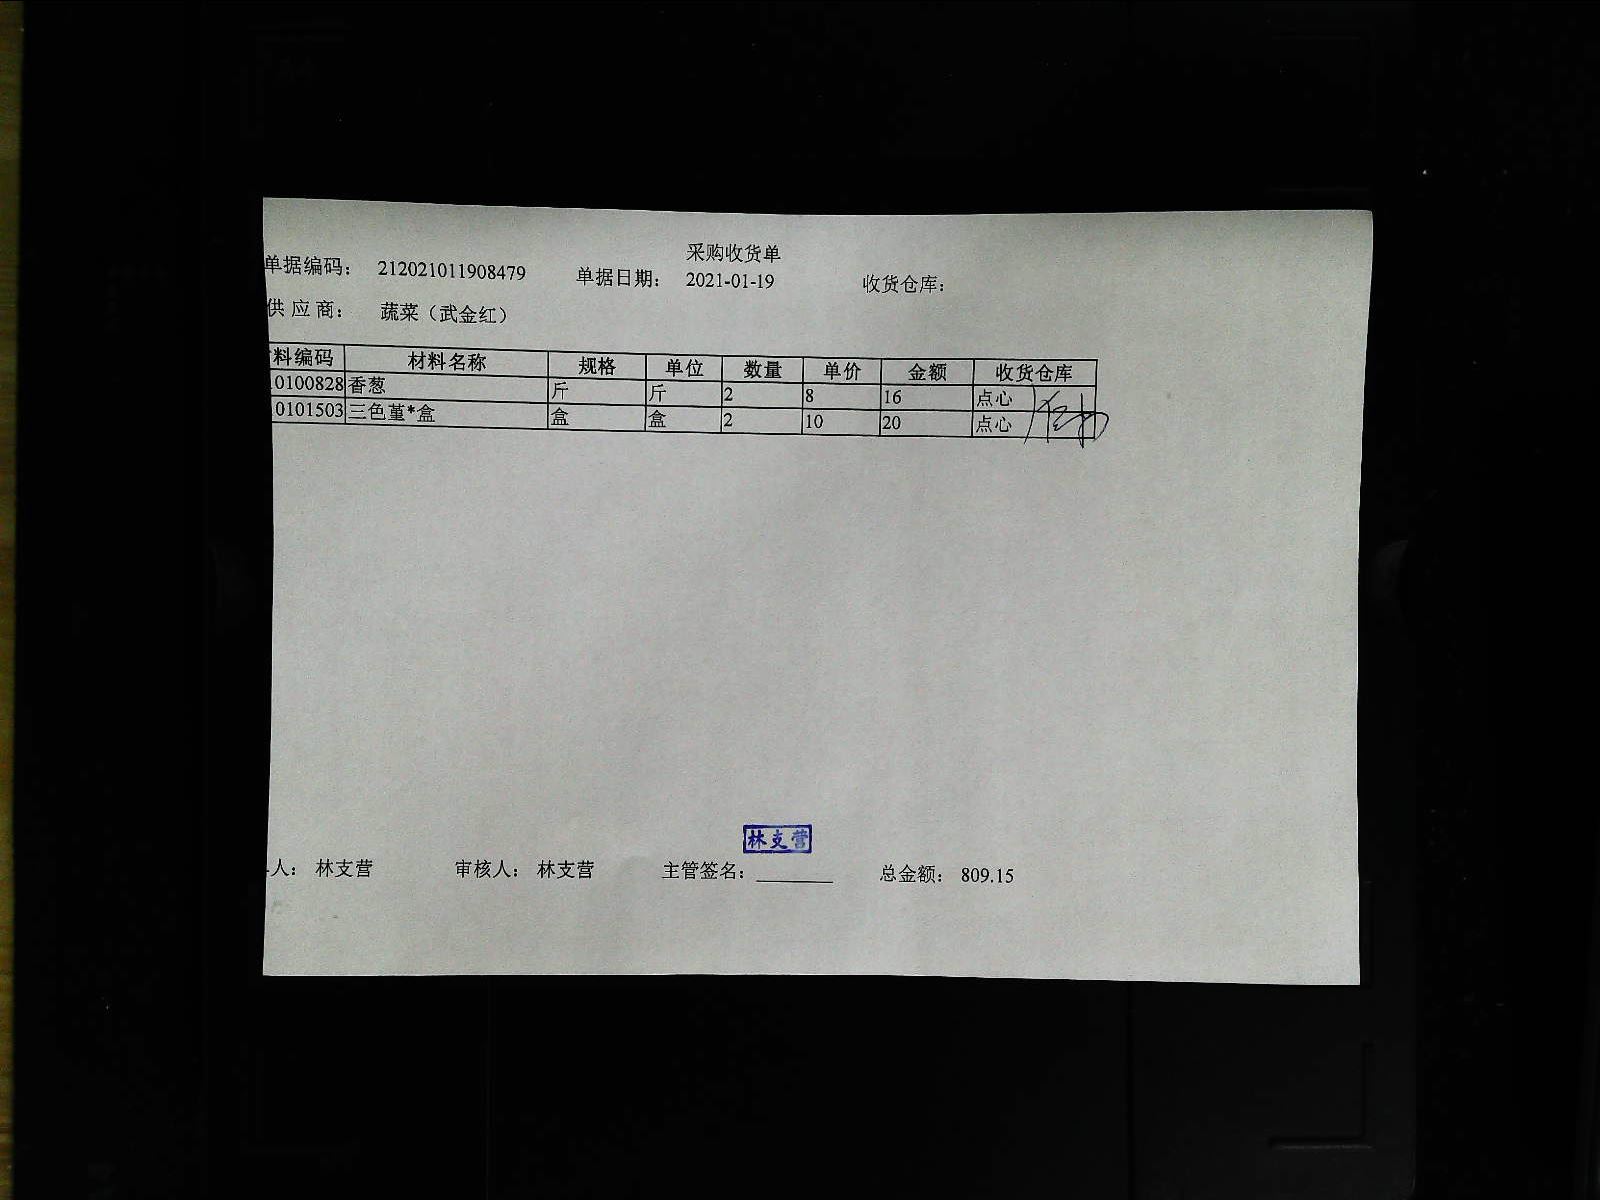 采购收货单
单据编码： 212021011908479 单据日期： 2021-01-19 收货仓库：
供应商： 蔬菜（武金红）
料编码 材料名称 规格 单位 数量 单价 金额 收货仓库
0100828 香葱 斤 斤 2 8 16 点心
0101503 三色堇*盒 盒 盒 2 10 20 点心
林支营
人： 林支营 审核人： 林支营 主管签名： 总金额： 809.15